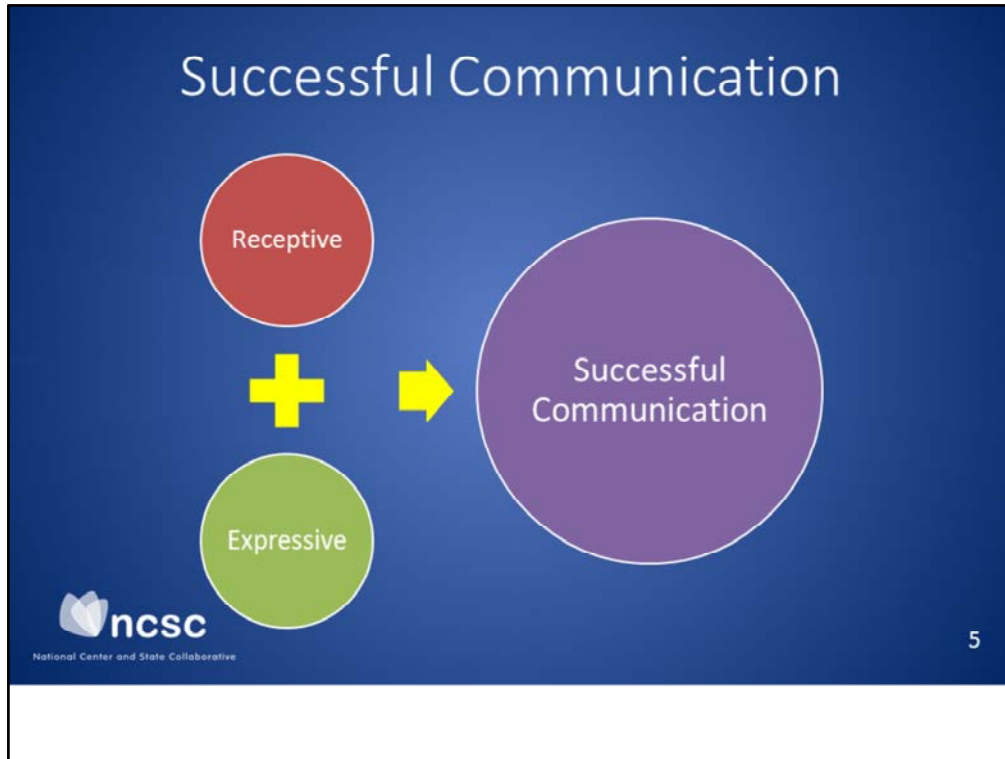 Successful Communication
Receptive
Expressive
Successful
Communication
ncsc
National Center and State Collaborative
5